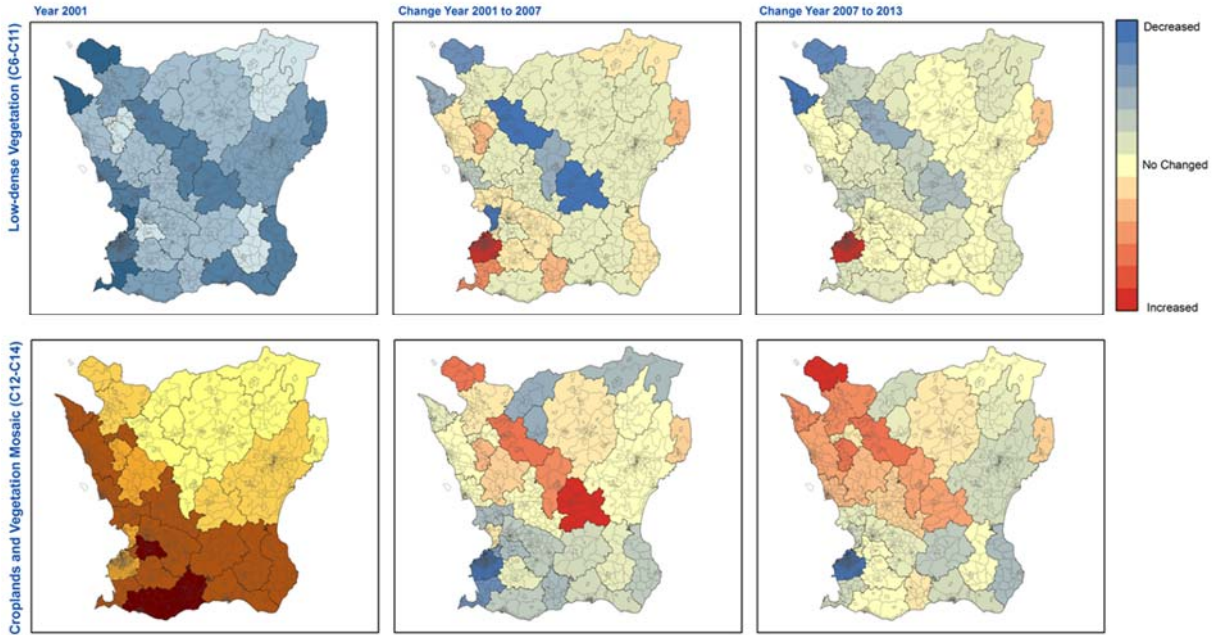 Year 2001
Change Year 2001 to 2007
Change Year 2007 to 2013
Low-dense Vegetation (C6-C11)
Decreased
No Changed
Increased
Croplands and Vegetation Mosaic (C12-C14)